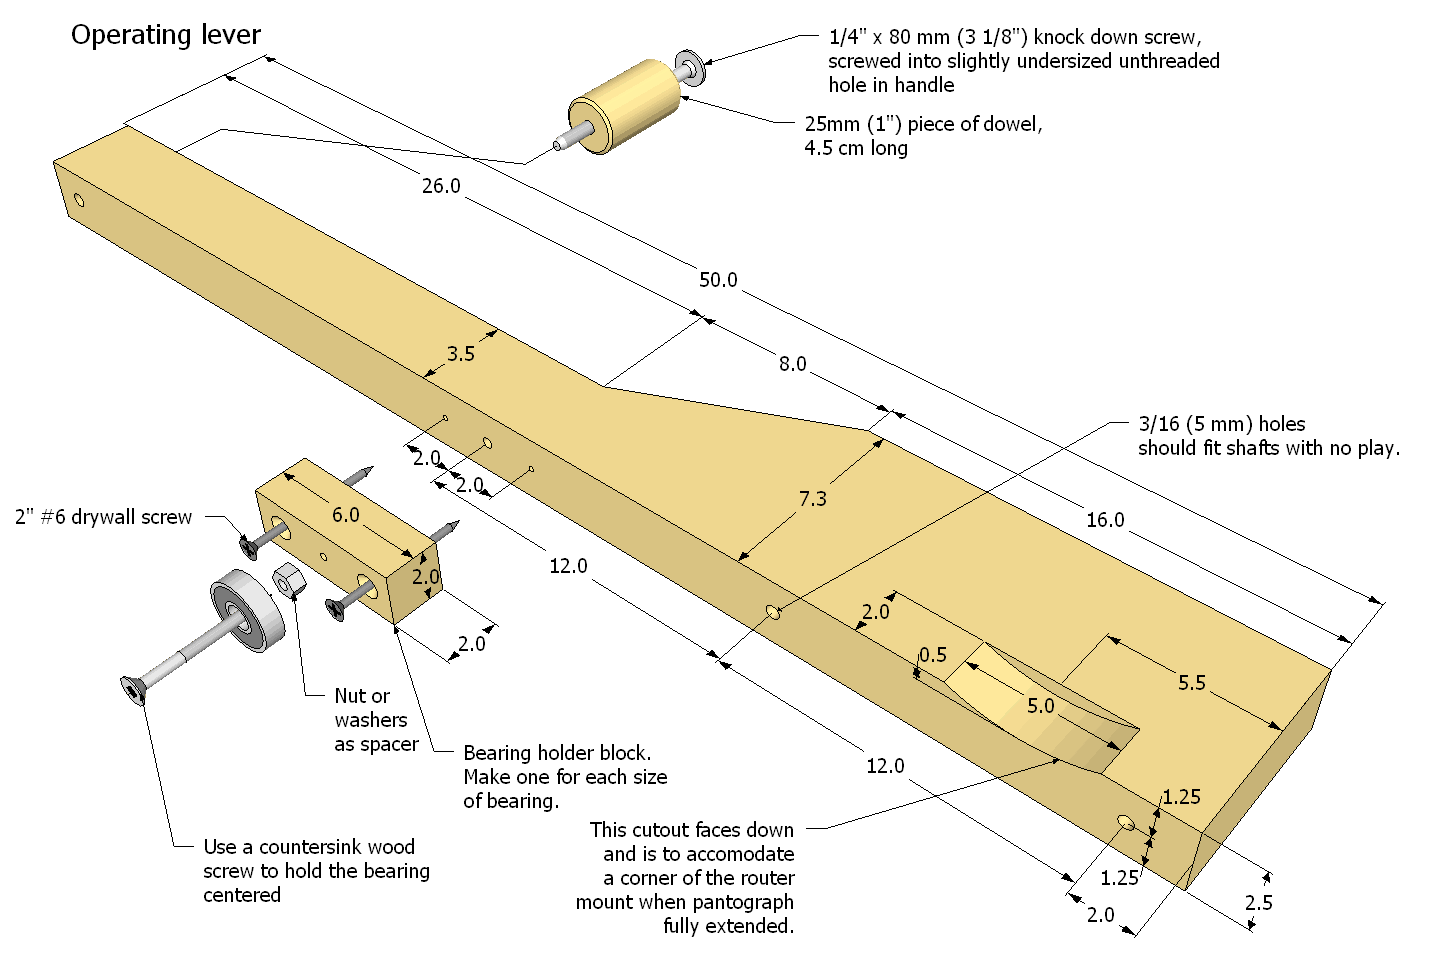 Operating lever
1/4" x 80 mm (3 1/8") knock down screw,
screwed into slightly undersized unthreaded
hole in handle
25mm (1") piece of dowel,
4.5 cm long
26.0
50.0
3.5
8.0
3/16 (5 mm) holes
should fit shafts with no play.
2.0
2.0
7.3
16.0
2" #6 drywall screw
6.0
2.0
2.0
12.0
2.0
0.5
5.0
5.5
Nut or
washers
as spacer
Bearing holder block.
Make one for each size
of bearing.
12.0
1.25
1.25
2.5
2.0
This cutout faces down
and is to accomodate
a corner of the router
mount when pantograph
fully extended.
Use a countersink wood
screw to hold the bearing
centered